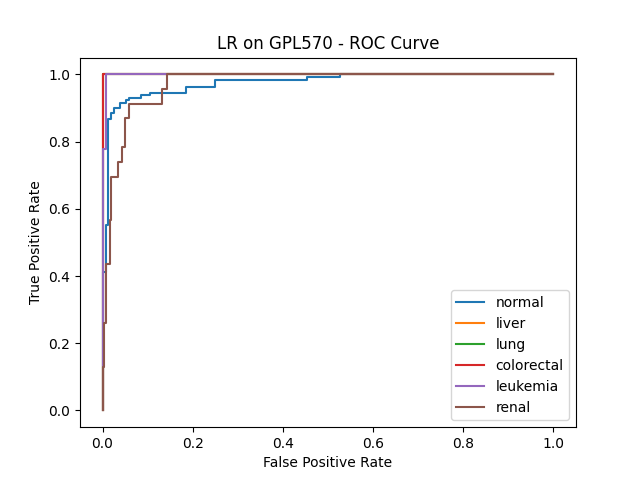 LR on GPL570 - ROC Curve
True Positive Rate
1.0
0.8
0.6
0.4
0.2
0.0
normal
liver
lung
colorectal
leukemia
renal
0.0 0.2 0.4 0.6 0.8 1.0
False Positive Rate